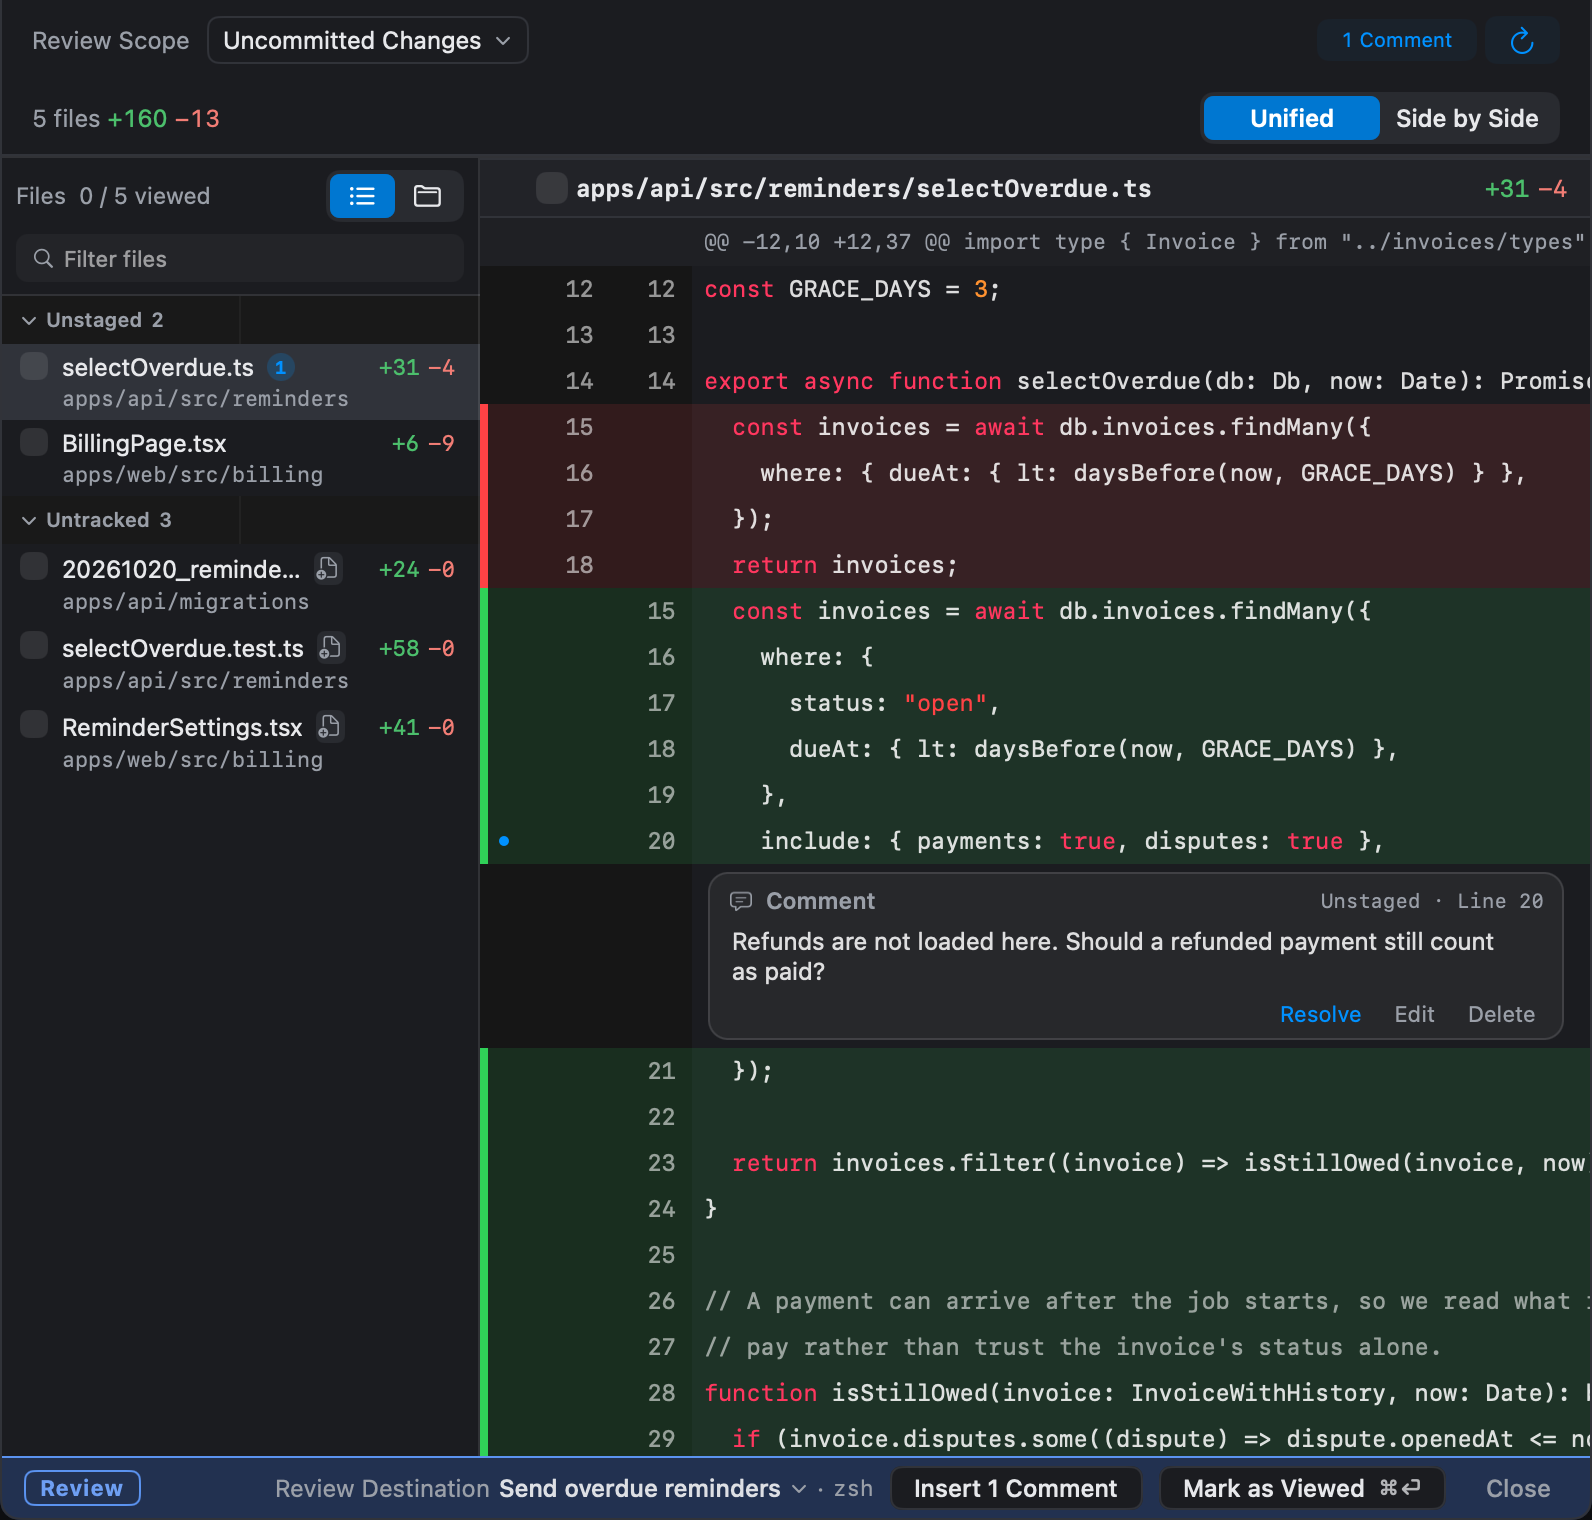 Review Scope Uncommitted Changes 1 Comment
5 files +160 −13 Unified Side by Side
Files 0 / 5 viewed
Filter files
Unstaged 2
selectOverdue.ts 1 +31 −4
apps/api/src/reminders
BillingPage.tsx +6 −9
apps/web/src/billing
Untracked 3
20261020_reminde... +24 −0
apps/api/migrations
selectOverdue.test.ts +58 −0
apps/api/src/reminders
ReminderSettings.tsx +41 −0
apps/web/src/billing
apps/api/src/reminders/selectOverdue.ts +31 −4
@@ −12,10 +12,37 @@ import type { Invoice } from "../invoices/types"
12 12 const GRACE_DAYS = 3;
13 13
14 14 export async function selectOverdue(db: Db, now: Date): Promis
15 const invoices = await db.invoices.findMany({
16 where: { dueAt: { lt: daysBefore(now, GRACE_DAYS) } },
17 });
18 return invoices;
15 const invoices = await db.invoices.findMany({
16 where: {
17 status: "open",
18 dueAt: { lt: daysBefore(now, GRACE_DAYS) },
19 },
20 include: { payments: true, disputes: true },
Comment Unstaged · Line 20
Refunds are not loaded here. Should a refunded payment still count
as paid?
Resolve Edit Delete
21 });
22
23 return invoices.filter((invoice) => isStillOwed(invoice, now
24 }
25
26 // A payment can arrive after the job starts, so we read what
27 // pay rather than trust the invoice's status alone.
28 function isStillOwed(invoice: InvoiceWithHistory, now: Date):
29 if (invoice.disputes.some((dispute) => dispute.openedAt <= n
Review Review Destination Send overdue reminders · zsh Insert 1 Comment Mark as Viewed ⌘↩ Close